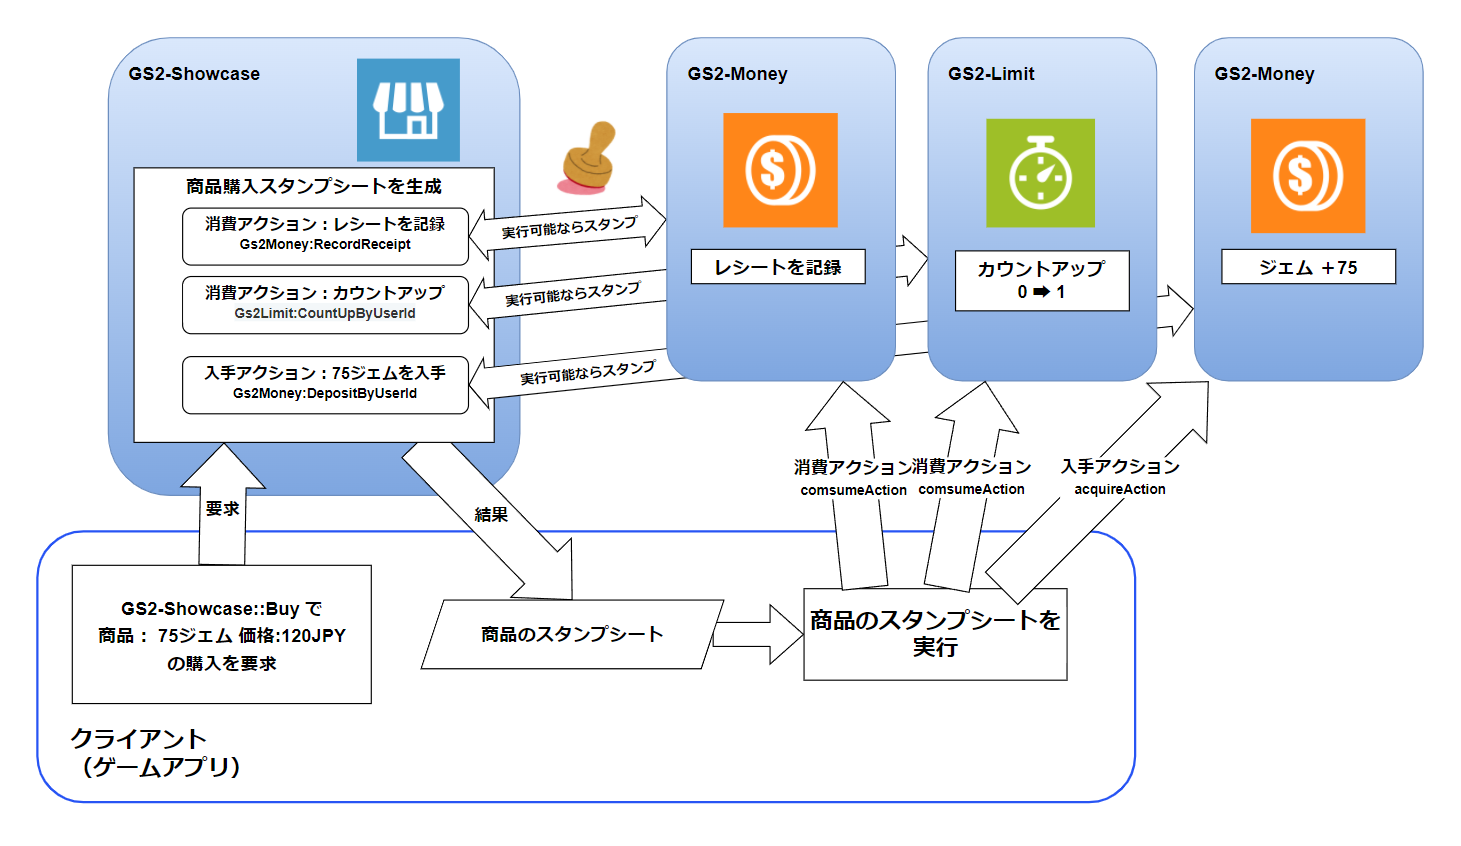 GS2-Showcase
商品購入スタンプシートを生成
消費アクション：レシートを記録
Gs2Money:RecordReceipt
消費アクション：カウントアップ
Gs2Limit:CountUpByUserId
入手アクション：75ジェムを入手
Gs2Money:DepositByUserId
実行可能ならスタンプ
実行可能ならスタンプ
実行可能ならスタンプ
GS2-Money
レシートを記録
GS2-Limit
カウントアップ
0 ➡ 1
GS2-Money
ジエム ＋75
要求
結果
消費アクション
comsumeAction
消費アクション
comsumeAction
入手アクション
acquireAction
GS2-Showcase::Buy で
商品： 75ジェム 価格:120JPY
の購入を要求
商品のスタンプシート
商品のスタンプシートを
実行
クライアント
（ゲームアプリ）